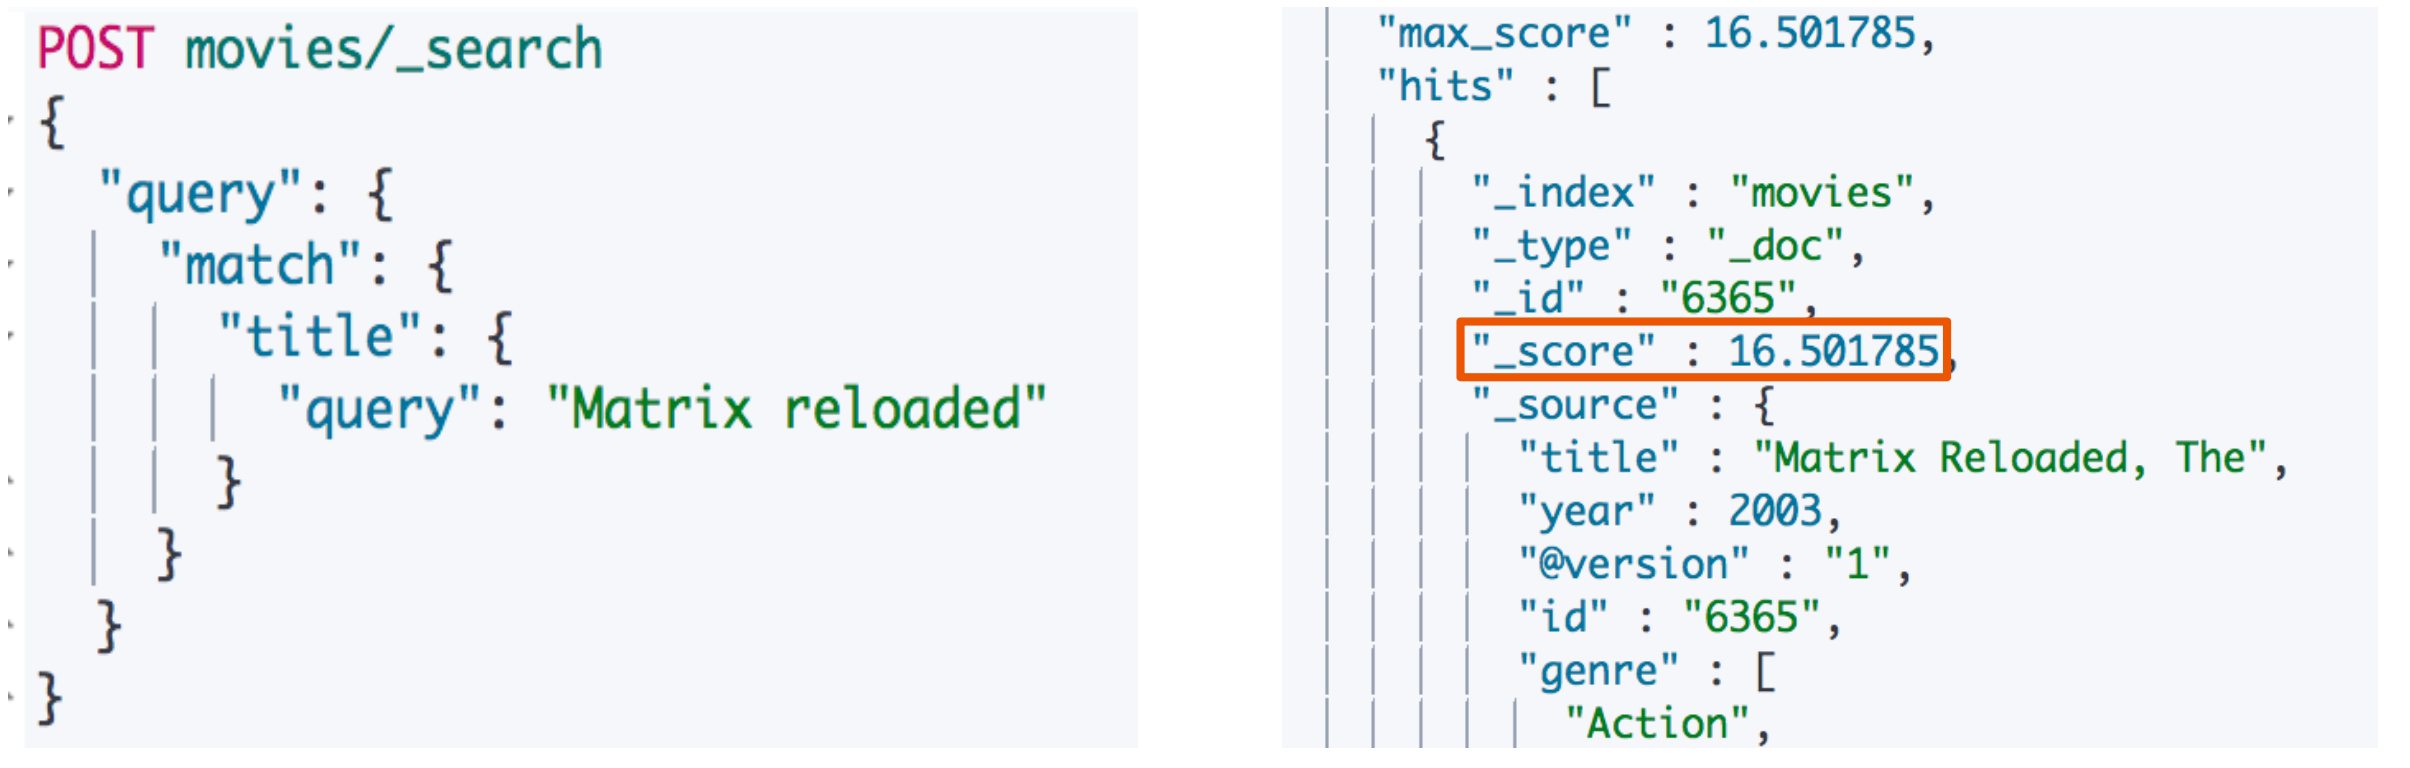 POST movies/_search
{
  "query": {
    "match": {
      "title": {
        "query": "Matrix reloaded"
      }
    }
  }
}
"max_score" : 16.501785,
"hits" : [
  {
    "_index" : "movies",
    "_type" : "_doc",
    "_id" : "6365",
    "_score" : 16.501785,
    "_source" : {
      "title" : "Matrix Reloaded, The",
      "year" : 2003,
      "@version" : "1",
      "id" : "6365",
      "genre" : [
        "Action",